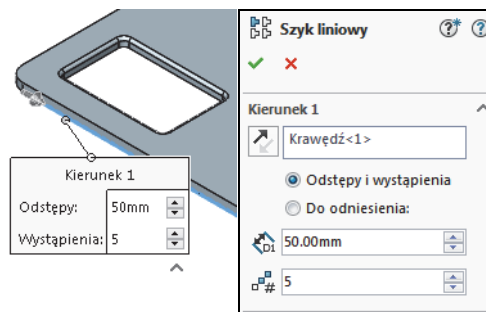 Kierunek 1
Odstępy: 50mm
Wystąpienia: 5
Szyk liniowy
Kierunek 1
Krawędź<1>
Odstępy i wystąpienia
Do odniesienia:
D1 50.00mm
# 5